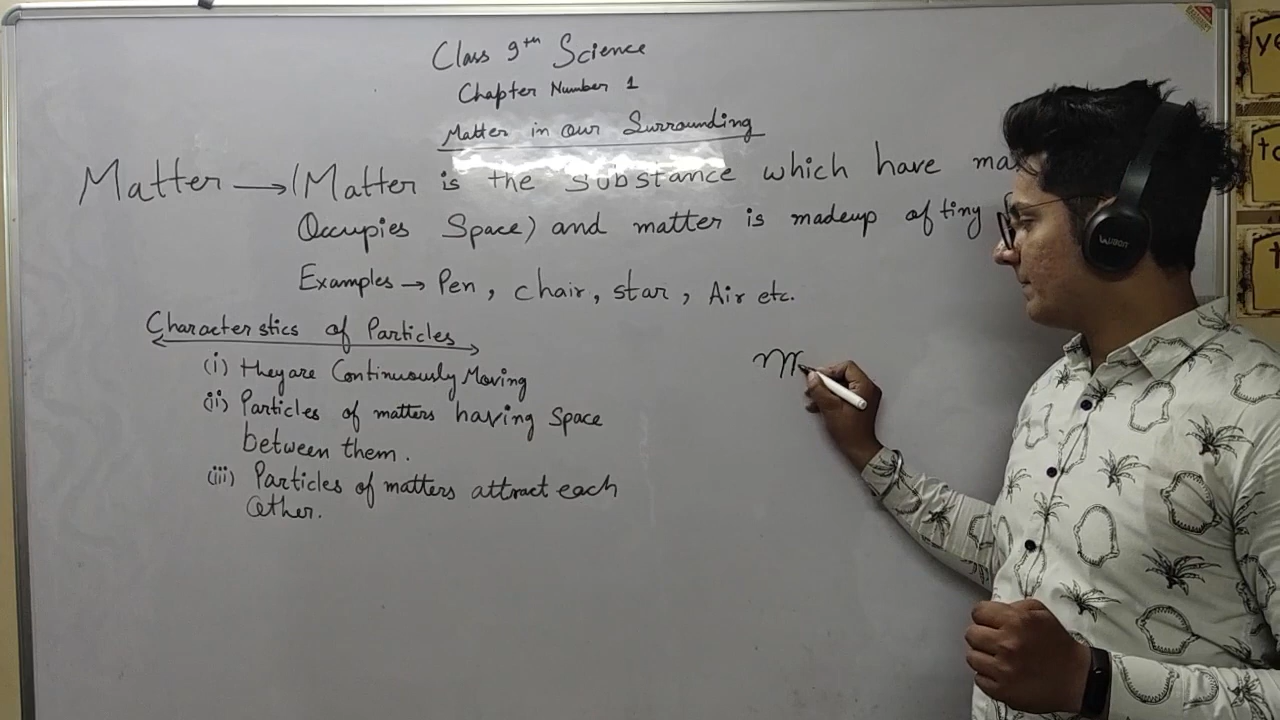 Class 9th Science
Chapter Number 1
Matter in our Surrounding
Matter → (Matter is the substance which have
Occupies Space) and matter is madeup of tiny
Examples → Pen, chair, star, Air etc.
Characterstics of Particles
(i) they are Continuously Moving
(ii) Particles of matters having Space
between them.
(iii) Particles of matters attract each
Other.